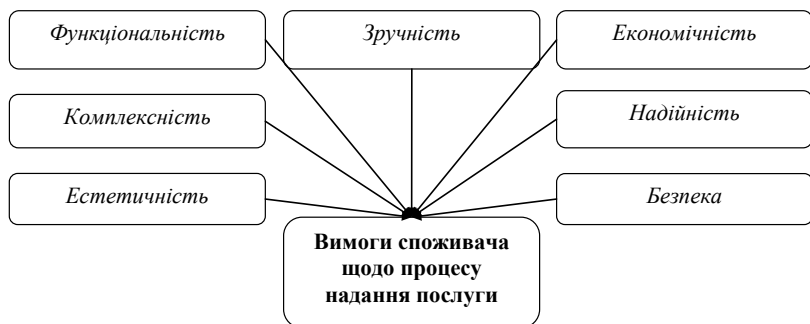 Функціональність
Зручність
Економічність
Комплексність
Надійність
Естетичність
Безпека
Вимоги споживача
щодо процесу
надання послуги